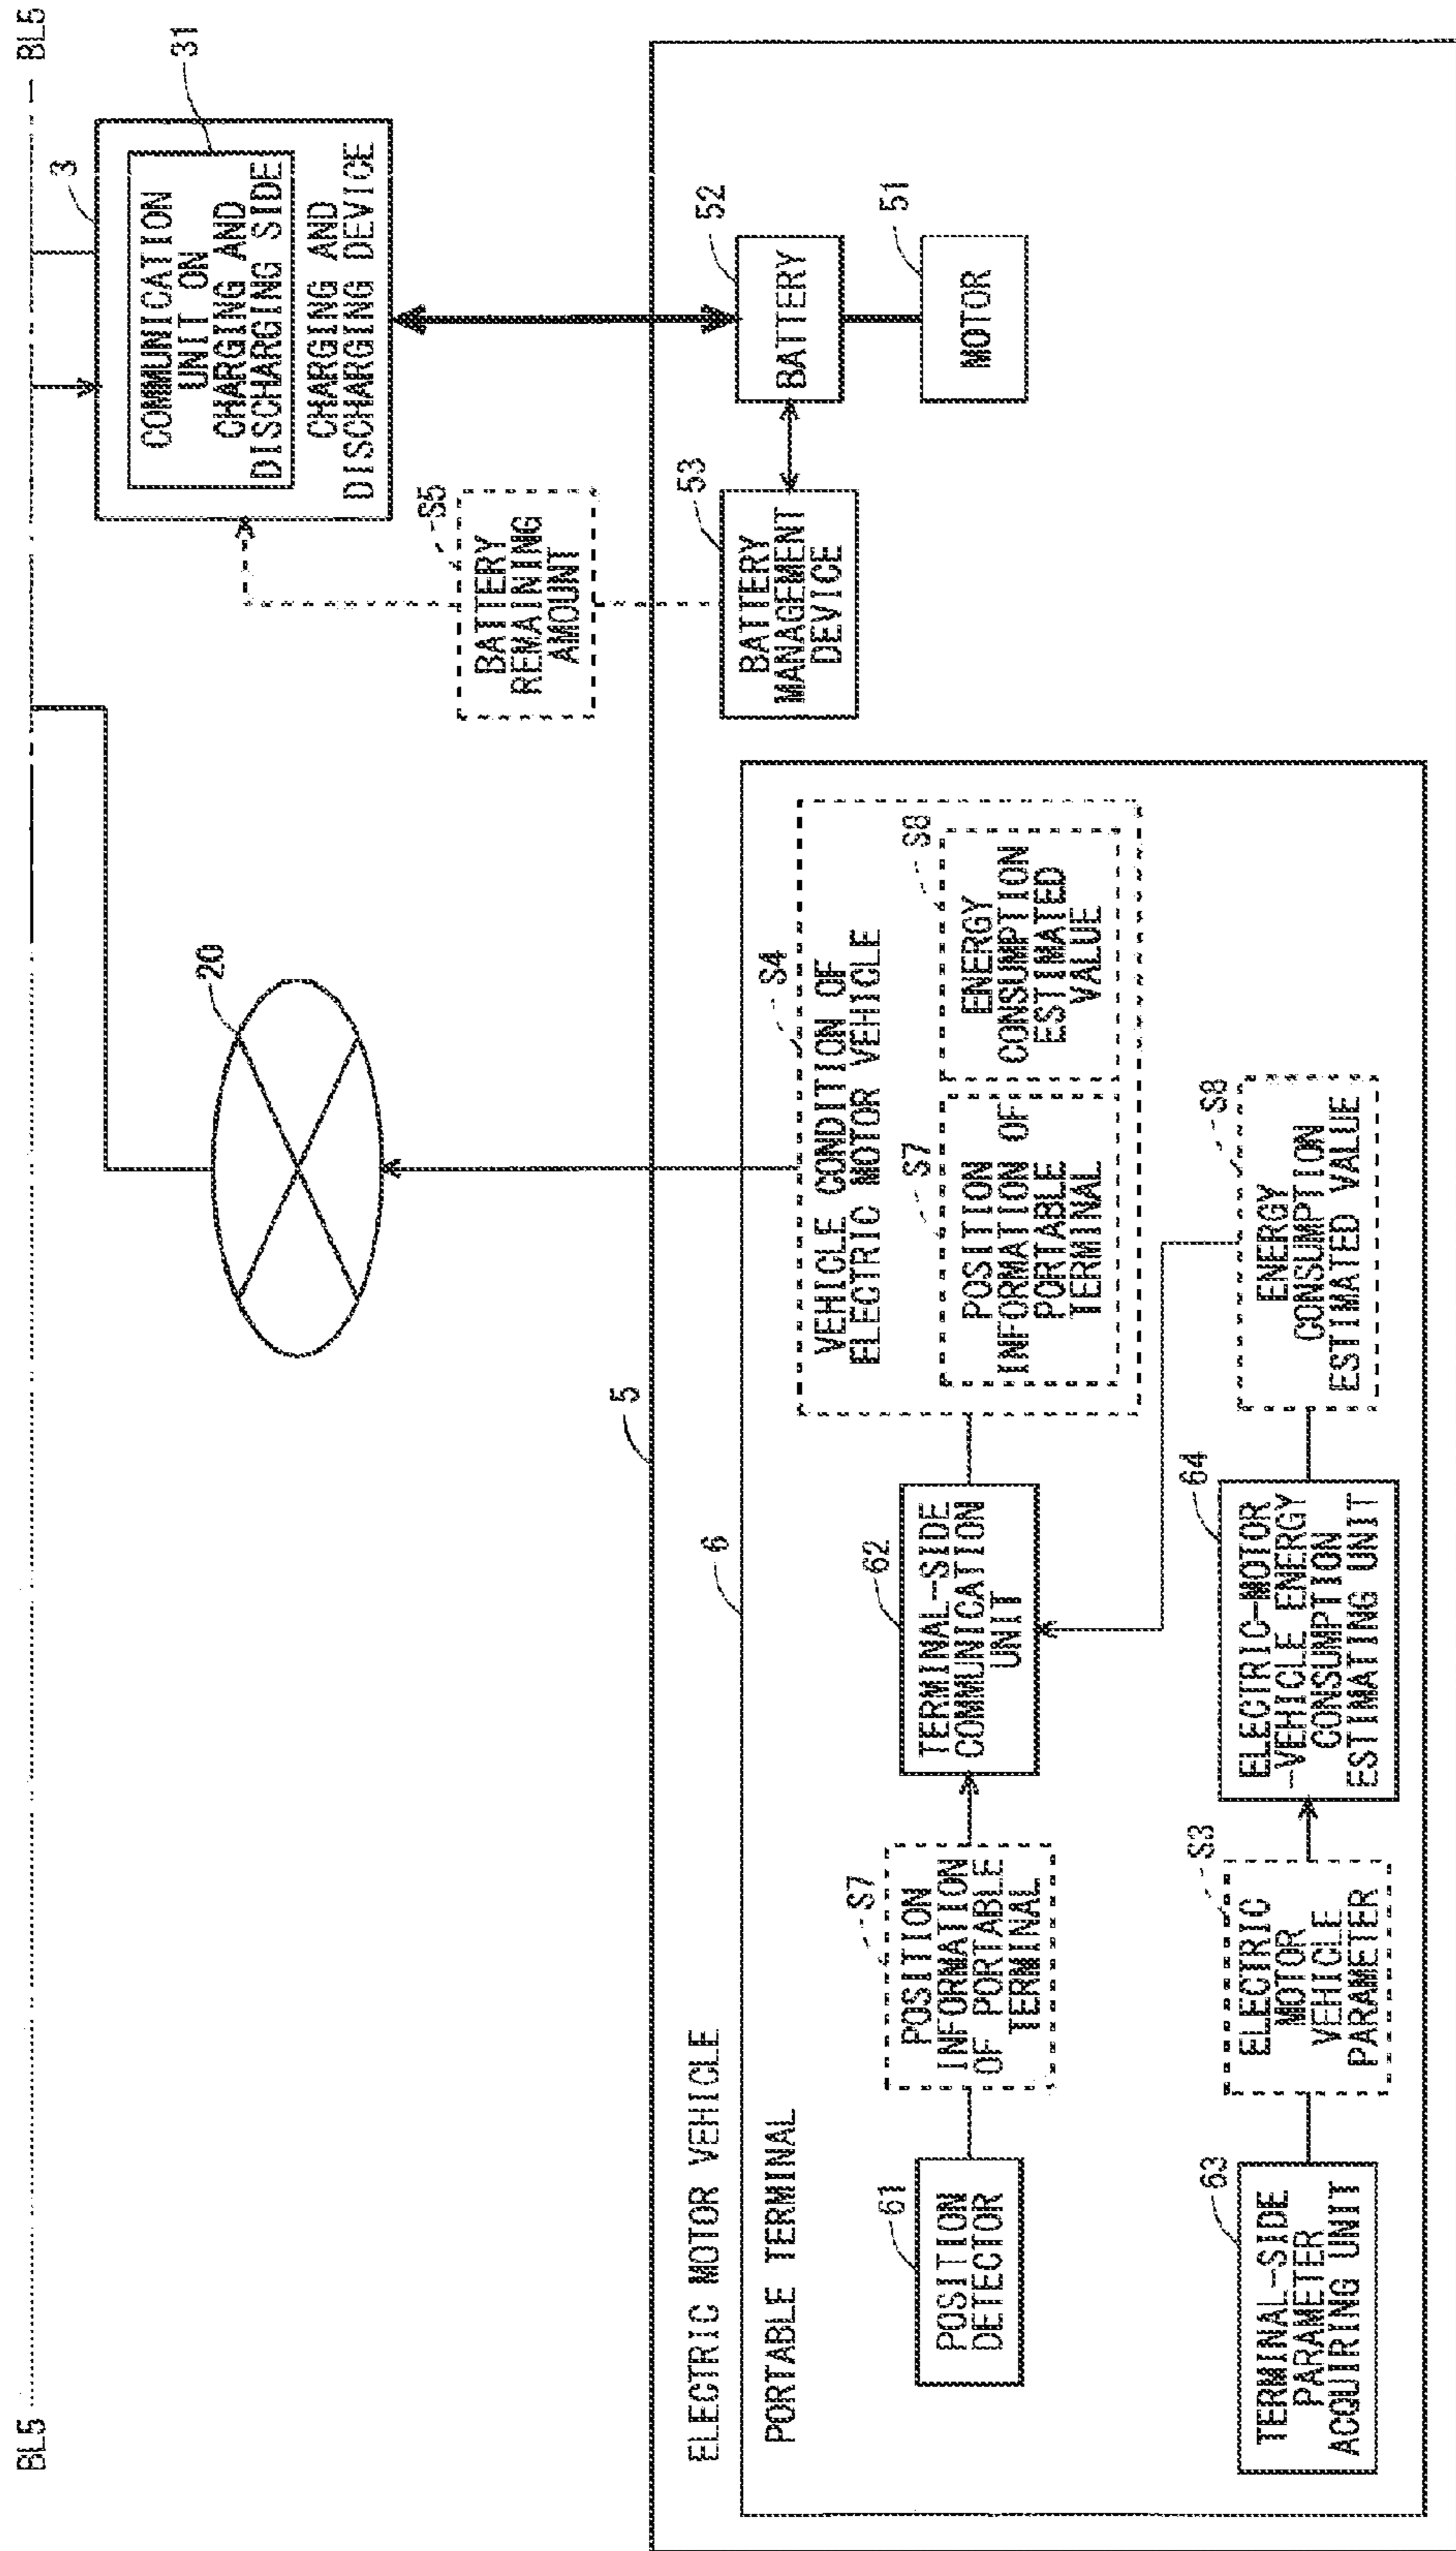 BL5
BL5
3
31
COMMUNICATION
UNIT ON
CHARGING AND
DISCHARGING SIDE
CHARGING AND
DISCHARGING DEVICE
20
S5
BATTERY
REMAINING
AMOUNT
5
ELECTRIC MOTOR VEHICLE
53
BATTERY
MANAGEMENT
DEVICE
52
BATTERY
51
MOTOR
6
PORTABLE TERMINAL
61
POSITION
DETECTOR
S7
POSITION
INFORMATION
OF PORTABLE
TERMINAL
62
TERMINAL-SIDE
COMMUNICATION
UNIT
S4
VEHICLE CONDITION OF
ELECTRIC MOTOR VEHICLE
S7
POSITION
INFORMATION OF
PORTABLE
TERMINAL
S8
ENERGY
CONSUMPTION
ESTIMATED
VALUE
63
TERMINAL-SIDE
PARAMETER
ACQUIRING UNIT
S3
ELECTRIC
MOTOR
VEHICLE
PARAMETER
64
ELECTRIC-MOTOR
-VEHICLE ENERGY
CONSUMPTION
ESTIMATING UNIT
S8
ENERGY
CONSUMPTION
ESTIMATED VALUE